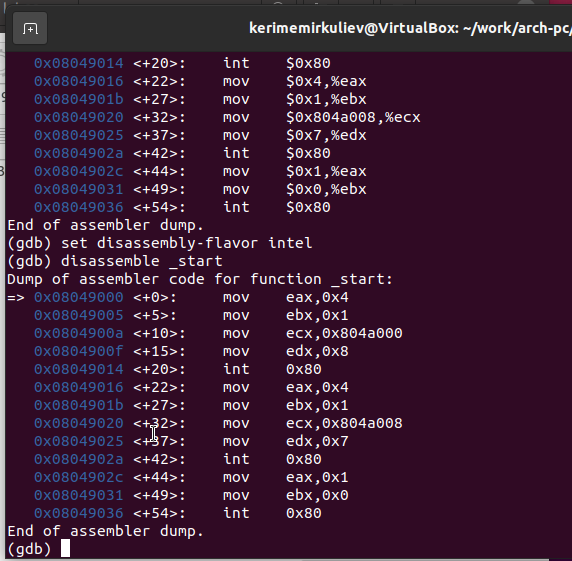 kerimemirkuliev@VirtualBox: ~/work/arch-pc/
0x08049014 <+20>: int $0x80
0x08049016 <+22>: mov $0x4,%eax
0x0804901b <+27>: mov $0x1,%ebx
0x08049020 <+32>: mov $0x804a008,%ecx
0x08049025 <+37>: mov $0x7,%edx
0x0804902a <+42>: int $0x80
0x0804902c <+44>: mov $0x1,%eax
0x08049031 <+49>: mov $0x0,%ebx
0x08049036 <+54>: int $0x80
End of assembler dump.
(gdb) set disassembly-flavor intel
(gdb) disassemble _start
Dump of assembler code for function _start:
=> 0x08049000 <+0>: mov eax,0x4
0x08049005 <+5>: mov ebx,0x1
0x0804900a <+10>: mov ecx,0x804a000
0x0804900f <+15>: mov edx,0x8
0x08049014 <+20>: int 0x80
0x08049016 <+22>: mov eax,0x4
0x0804901b <+27>: mov ebx,0x1
0x08049020 <+32>: mov ecx,0x804a008
0x08049025 <+37>: mov edx,0x7
0x0804902a <+42>: int 0x80
0x0804902c <+44>: mov eax,0x1
0x08049031 <+49>: mov ebx,0x0
0x08049036 <+54>: int 0x80
End of assembler dump.
(gdb)